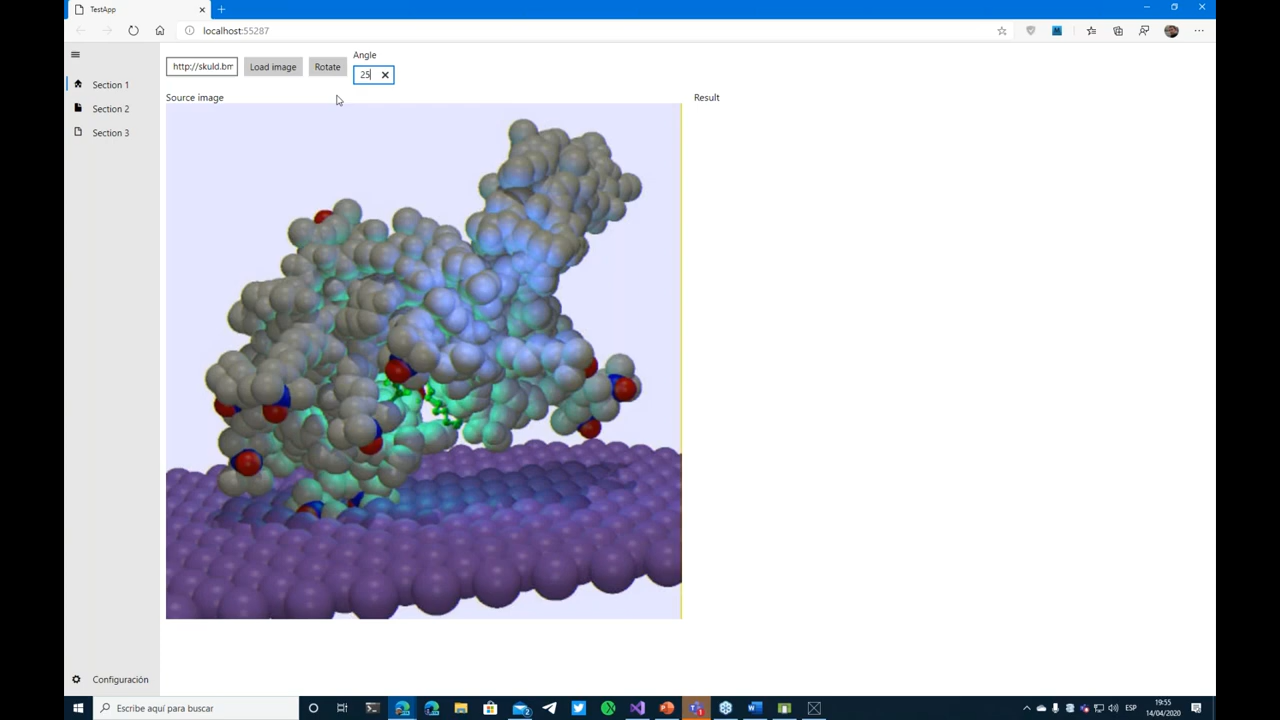 TestApp
localhost:55287
Angle
http://skuld.bm
Load image
Rotate
25
Section 1
Section 2
Section 3
Source image
Result
Configuración
Escribe aquí para buscar
ESP
19:55
14/04/2020